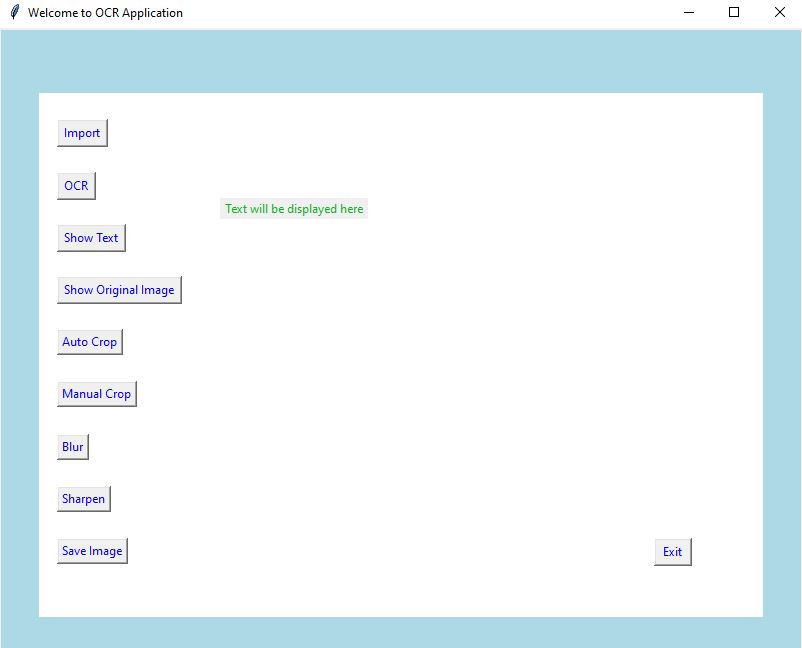 Welcome to OCR Application
Import
OCR
Text will be displayed here
Show Text
Show Original Image
Auto Crop
Manual Crop
Blur
Sharpen
Save Image
Exit